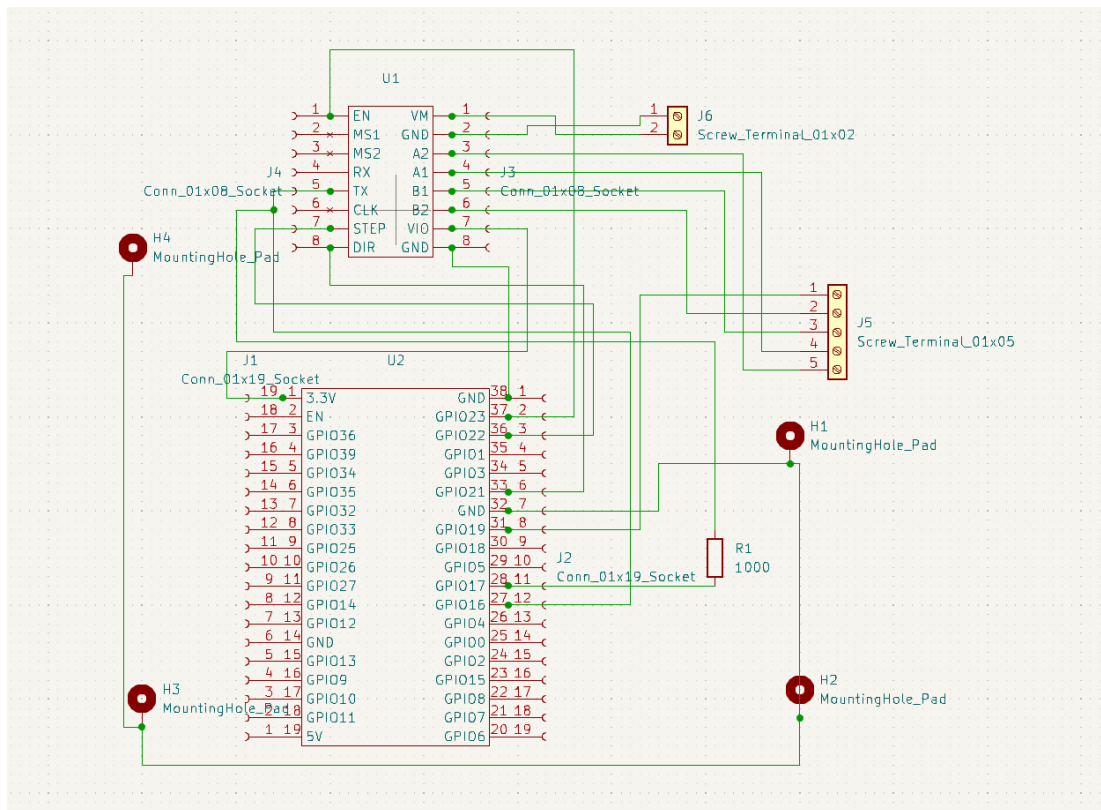 U1
1 EN VM 1
2 MS1 GND 2
3 MS2 A2 3
4 RX A1 4
5 TX B1 5
6 CLK B2 6
7 STEP VIO 7
8 DIR GND 8
J4
Conn_01x08_Socket
J3
Conn_01x08_Socket
1
2
J6
Screw_Terminal_01x02
H4
MountingHole_Pad
1
2
3
4
5
J5
Screw_Terminal_01x05
J1
Conn_01x19_Socket
U2
19 1 3.3V GND 38 1
18 2 EN GPIO23 37 2
17 3 GPIO36 GPIO22 36 3
16 4 GPIO39 GPIO1 35 4
15 5 GPIO34 GPIO3 34 5
14 6 GPIO35 GPIO21 33 6
13 7 GPIO32 GND 32 7
12 8 GPIO33 GPIO19 31 8
11 9 GPIO25 GPIO18 30 9
10 10 GPIO26 GPIO5 29 10
9 11 GPIO27 GPIO17 28 11
8 12 GPIO14 GPIO16 27 12
7 13 GPIO12 GPIO4 26 13
6 14 GND GPIO0 25 14
5 15 GPIO13 GPIO2 24 15
4 16 GPIO9 GPIO15 23 16
3 17 GPIO10 GPIO8 22 17
2 18 GPIO11 GPIO7 21 18
1 19 5V GPIO6 20 19
J2
Conn_01x19_Socket
H1
MountingHole_Pad
R1
1000
H3
MountingHole_Pad
H2
MountingHole_Pad